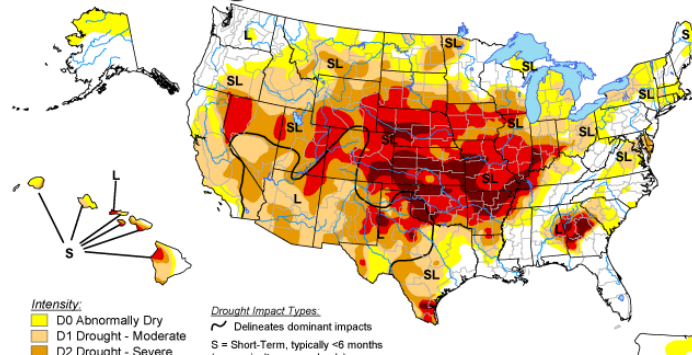 L
SL
S
SL
SL
SL
SL
SL
SL
SL
SL
SL
SL
L
L
L
SL
S
Intensity:
D0 Abnormally Dry
D1 Drought - Moderate
D2 Drought - Severe
Drought Impact Types:
Delineates dominant impacts
S = Short-Term, typically <6 months